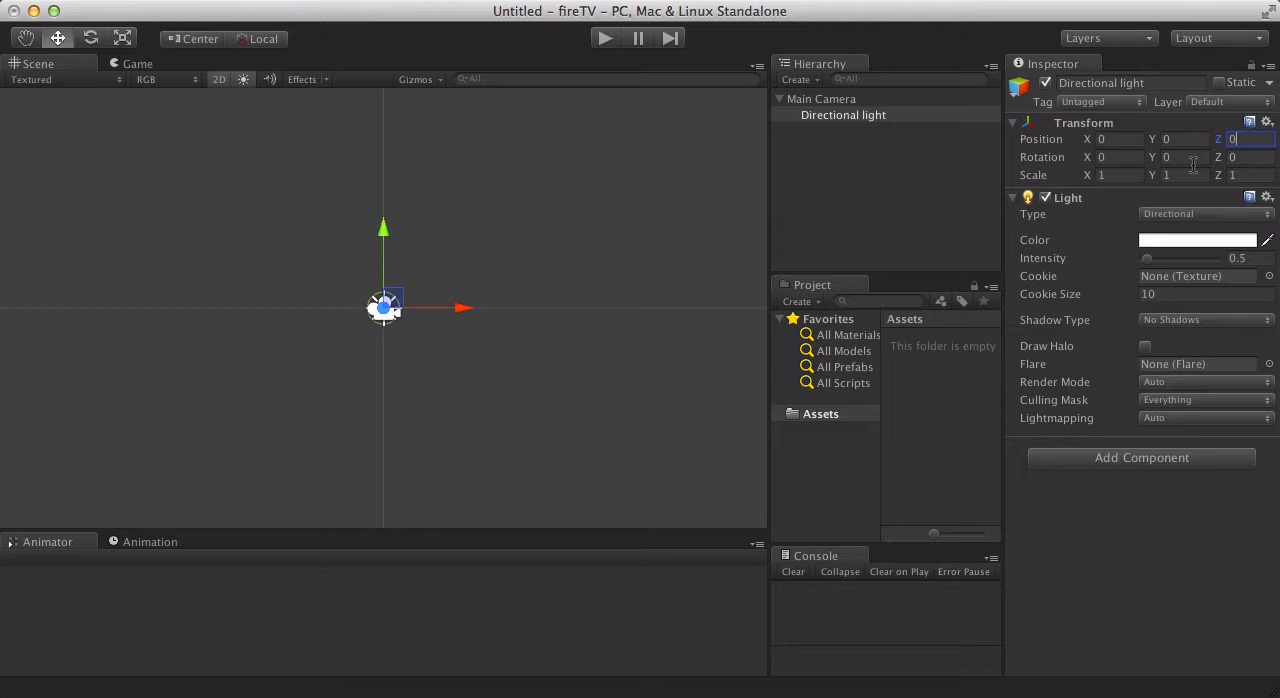 Untitled - fireTV - PC, Mac & Linux Standalone
Center Local Layers Layout
Scene Game
Textured RGB 2D Effects Gizmos All
Hierarchy
Create All
Main Camera
Directional light
Project
Create
Favorites
All Materials
All Models
All Prefabs
All Scripts
Assets
Assets
This folder is empty
Console
Clear Collapse Clear on Play Error Pause
Animator Animation
Inspector
Directional light Static
Tag Untagged Layer Default
Transform
Position X 0 Y 0 Z 0
Rotation X 0 Y 0 Z 0
Scale X 1 Y 1 Z 1
Light
Type Directional
Color
Intensity 0.5
Cookie None (Texture)
Cookie Size 10
Shadow Type No Shadows
Draw Halo
Flare None (Flare)
Render Mode Auto
Culling Mask Everything
Lightmapping Auto
Add Component